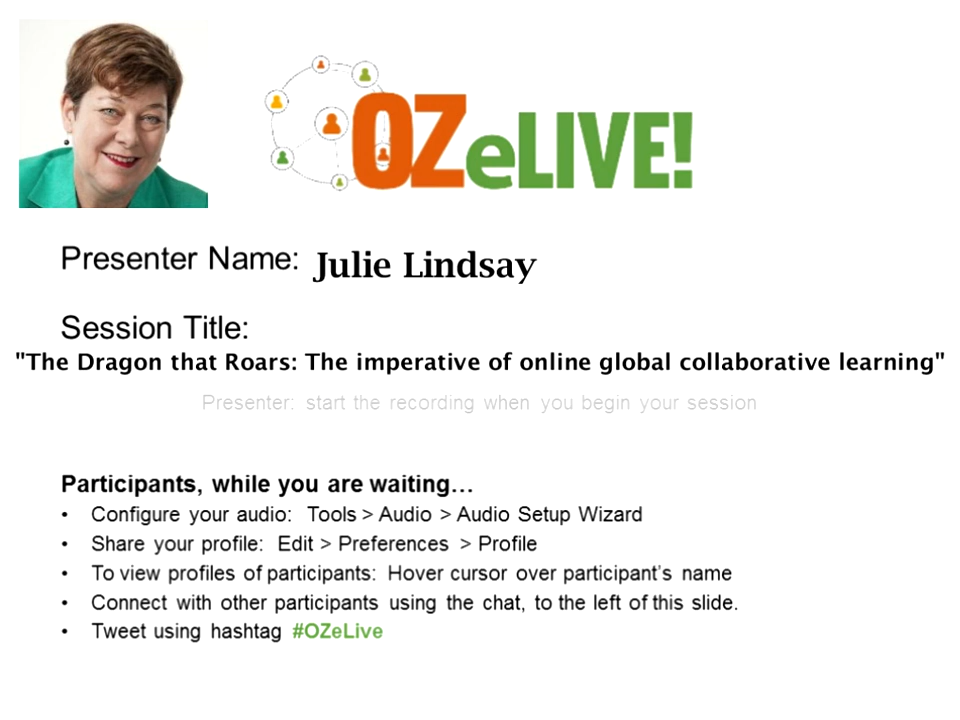 OZeLIVE!
Presenter Name: Julie Lindsay
Session Title:
"The Dragon that Roars: The imperative of online global collaborative learning"
Presenter: start the recording when you begin your session
Participants, while you are waiting…
• Configure your audio: Tools > Audio > Audio Setup Wizard
• Share your profile: Edit > Preferences > Profile
• To view profiles of participants: Hover cursor over participant's name
• Connect with other participants using the chat, to the left of this slide.
• Tweet using hashtag #OZeLive